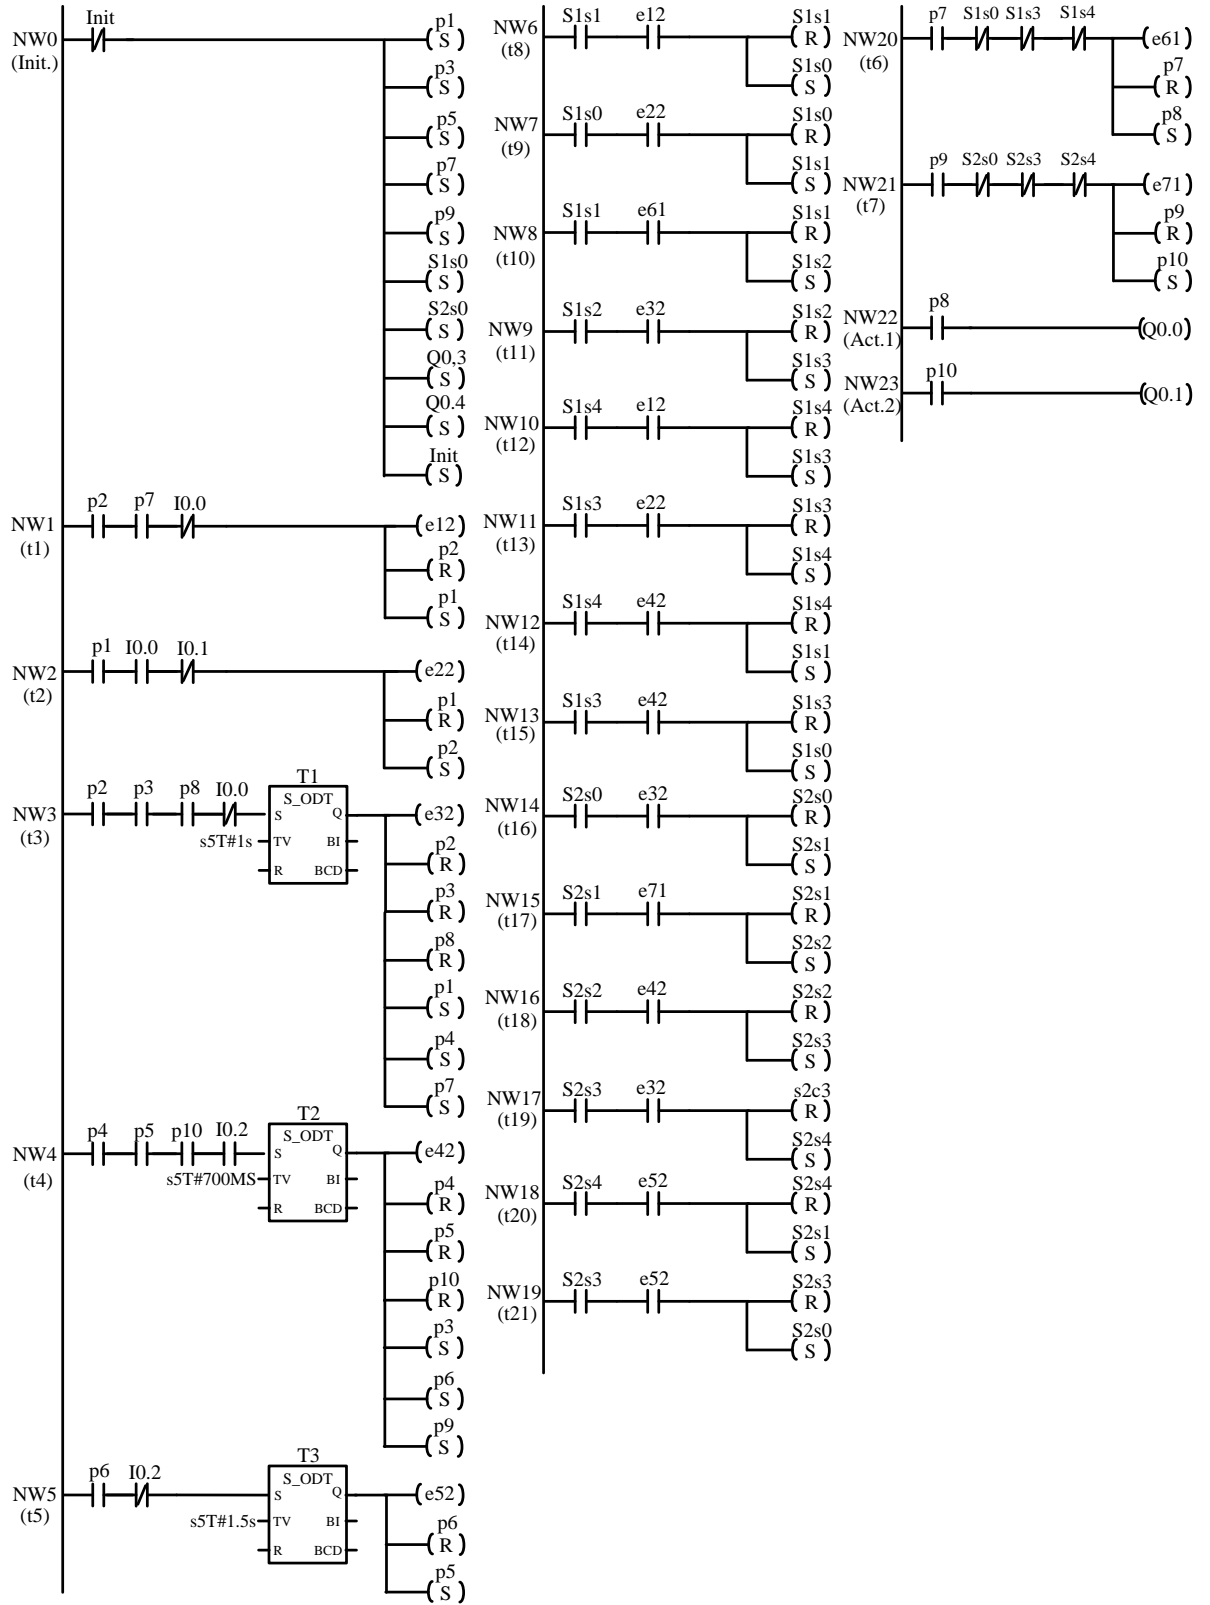 Init
NW0
(Init.)
p1
S
p3
S
p5
S
p7
S
p9
S
S1s0
S
S2s0
S
Q0,3
S
Q0.4
S
Init
S
p2 p7 I0.0
NW1
(t1)
e12
p2
R
p1
S
p1 I0.0 I0.1
NW2
(t2)
e22
p1
R
p2
S
T1
p2 p3 p8 I0.0
NW3
(t3)
S_ODT
S Q
s5T#1s TV BI
R BCD
e32
p2
R
p3
R
p8
R
p1
S
p4
S
p7
S
T2
p4 p5 p10 I0.2
NW4
(t4)
S_ODT
S Q
s5T#700MS TV BI
R BCD
e42
p4
R
p5
R
p10
R
p3
S
p6
S
p9
S
T3
p6 I0.2
NW5
(t5)
S_ODT
S Q
s5T#1.5s TV BI
R BCD
e52
p6
R
p5
S
NW6
(t8)
S1s1 e12 S1s1
R
S1s0
S
NW7
(t9)
S1s0 e22 S1s0
R
S1s1
S
NW8
(t10)
S1s1 e61 S1s1
R
S1s2
S
NW9
(t11)
S1s2 e32 S1s2
R
S1s3
S
NW10
(t12)
S1s4 e12 S1s4
R
S1s3
S
NW11
(t13)
S1s3 e22 S1s3
R
S1s4
S
NW12
(t14)
S1s4 e42 S1s4
R
S1s1
S
NW13
(t15)
S1s3 e42 S1s3
R
S1s0
S
NW14
(t16)
S2s0 e32 S2s0
R
S2s1
S
NW15
(t17)
S2s1 e71 S2s1
R
S2s2
S
NW16
(t18)
S2s2 e42 S2s2
R
S2s3
S
NW17
(t19)
S2s3 e32 s2c3
R
S2s4
S
NW18
(t20)
S2s4 e52 S2s4
R
S2s1
S
NW19
(t21)
S2s3 e52 S2s3
R
S2s0
S
p7 S1s0 S1s3 S1s4
NW20
(t6)
e61
p7
R
p8
S
p9 S2s0 S2s3 S2s4
NW21
(t7)
e71
p9
R
p10
S
NW22
(Act.1)
p8
Q0.0
NW23
(Act.2)
p10
Q0.1